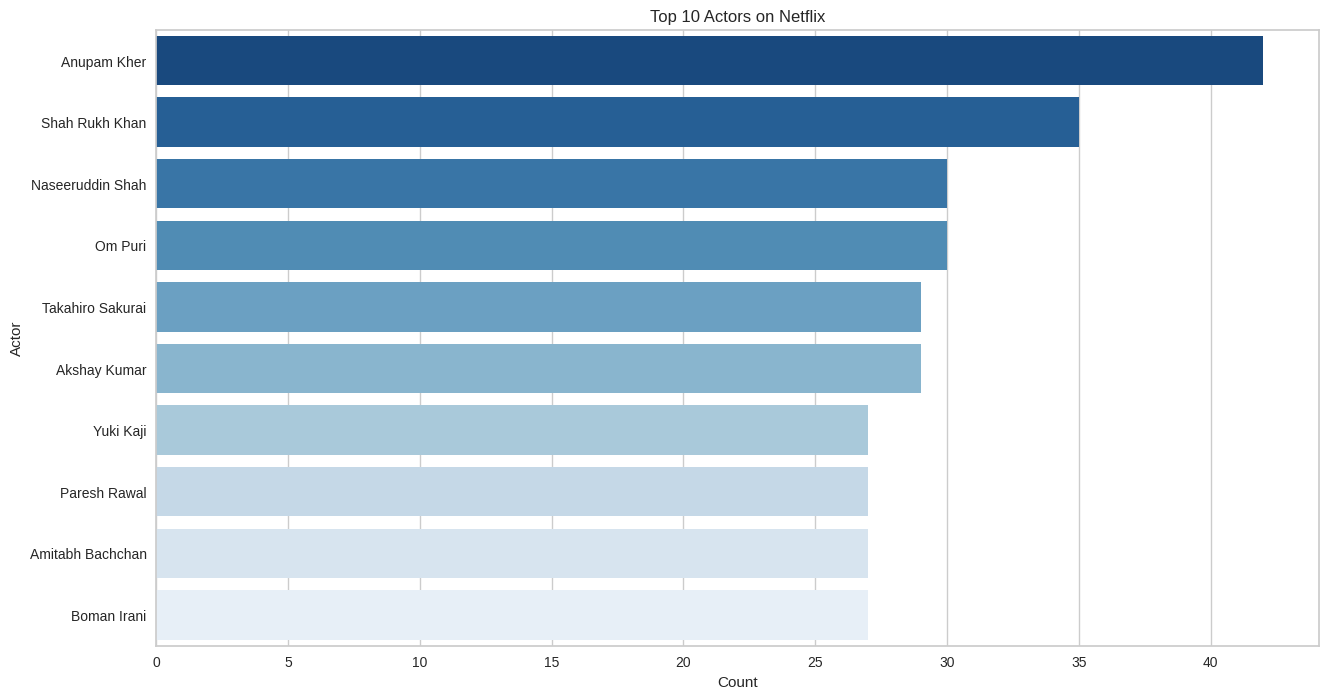 Top 10 Actors on Netflix
Actor
Anupam Kher
Shah Rukh Khan
Naseeruddin Shah
Om Puri
Takahiro Sakurai
Akshay Kumar
Yuki Kaji
Paresh Rawal
Amitabh Bachchan
Boman Irani
0 5 10 15 20 25 30 35 40
Count